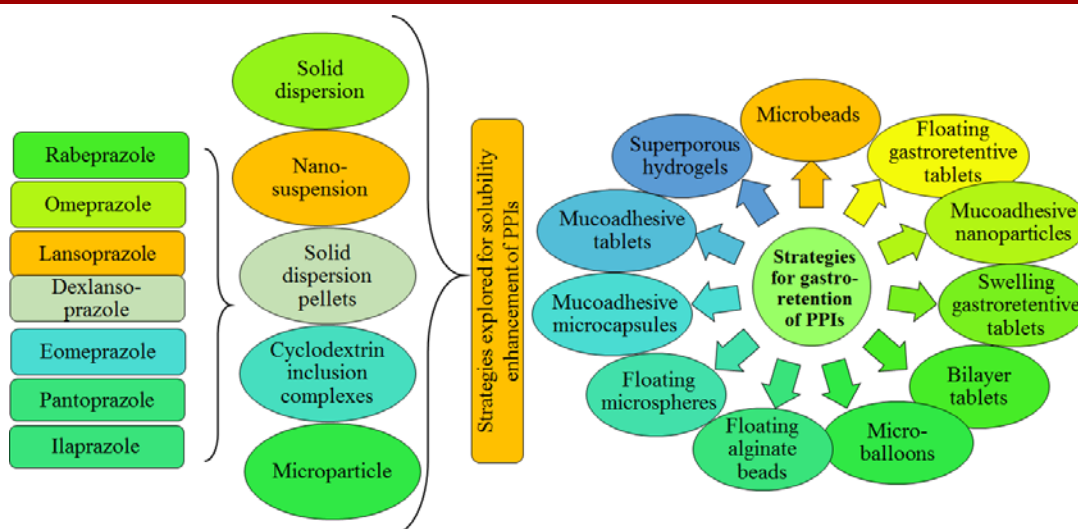 Rabeprazole
Omeprazole
Lansoprazole
Dexlanso-
prazole
Eomeprazole
Pantoprazole
Ilaprazole
Solid
dispersion
Nano-
suspension
Solid
dispersion
pellets
Cyclodextrin
inclusion
complexes
Microparticle
Strategies explored for solubility
enhancement of PPIs
Microbeads
Floating
gastroretentive
tablets
Mucoadhesive
nanoparticles
Swelling
gastroretentive
tablets
Bilayer
tablets
Micro-
balloons
Floating
alginate
beads
Floating
microspheres
Mucoadhesive
microcapsules
Mucoadhesive
tablets
Superporous
hydrogels
Strategies
for gastro-
retention
of PPIs